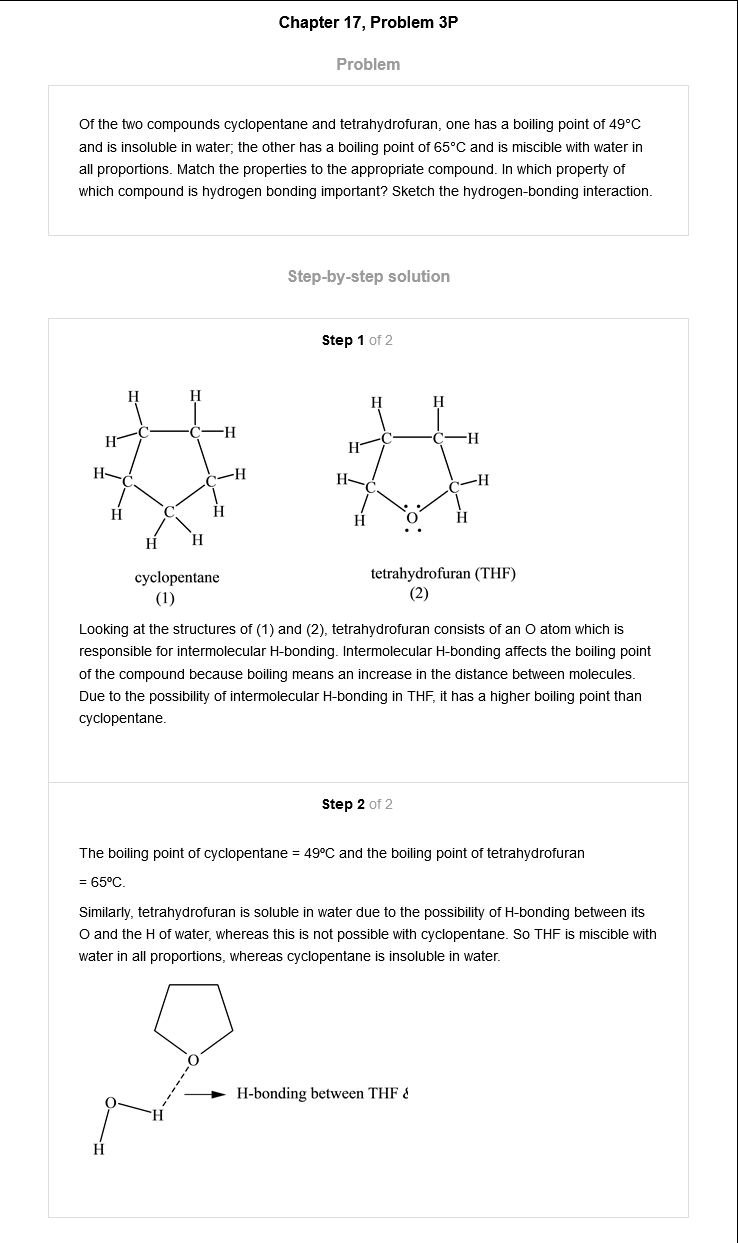 Chapter 17, Problem 3P
Problem
Of the two compounds cyclopentane and tetrahydrofuran, one has a boiling point of 49°C
and is insoluble in water; the other has a boiling point of 65°C and is miscible with water in
all proportions. Match the properties to the appropriate compound. In which property of
which compound is hydrogen bonding important? Sketch the hydrogen-bonding interaction.
Step-by-step solution
Step 1 of 2
H H
H C C H
H C C H
H C H
H H
cyclopentane
(1)
H H
H C C H
H C C H
H O H
tetrahydrofuran (THF)
(2)
Looking at the structures of (1) and (2), tetrahydrofuran consists of an O atom which is
responsible for intermolecular H-bonding. Intermolecular H-bonding affects the boiling point
of the compound because boiling means an increase in the distance between molecules.
Due to the possibility of intermolecular H-bonding in THF, it has a higher boiling point than
cyclopentane.
Step 2 of 2
The boiling point of cyclopentane = 49ºC and the boiling point of tetrahydrofuran
= 65ºC.
Similarly, tetrahydrofuran is soluble in water due to the possibility of H-bonding between its
O and the H of water, whereas this is not possible with cyclopentane. So THF is miscible with
water in all proportions, whereas cyclopentane is insoluble in water.
O
H-bonding between THF
O H
H